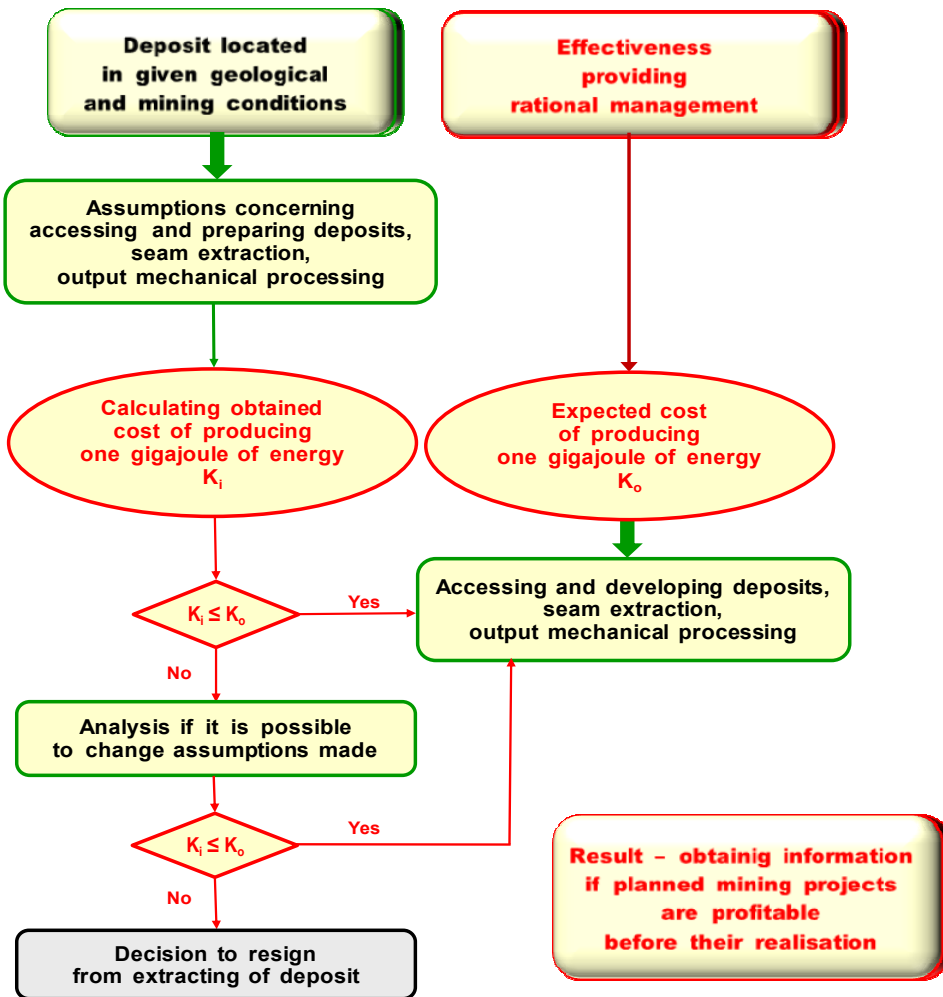 Deposit located
in given geological
and mining conditions
Effectiveness
providing
rational management
Assumptions concerning
accessing and preparing deposits,
seam extraction,
output mechanical processing
Calculating obtained
cost of producing
one gigajoule of energy
Ki
Expected cost
of producing
one gigajoule of energy
Ko
Ki ≤ Ko
Yes
Accessing and developing deposits,
seam extraction,
output mechanical processing
No
Analysis if it is possible
to change assumptions made
Ki ≤ Ko
Yes
No
Decision to resign
from extracting of deposit
Result – obtainig information
if planned mining projects
are profitable
before their realisation